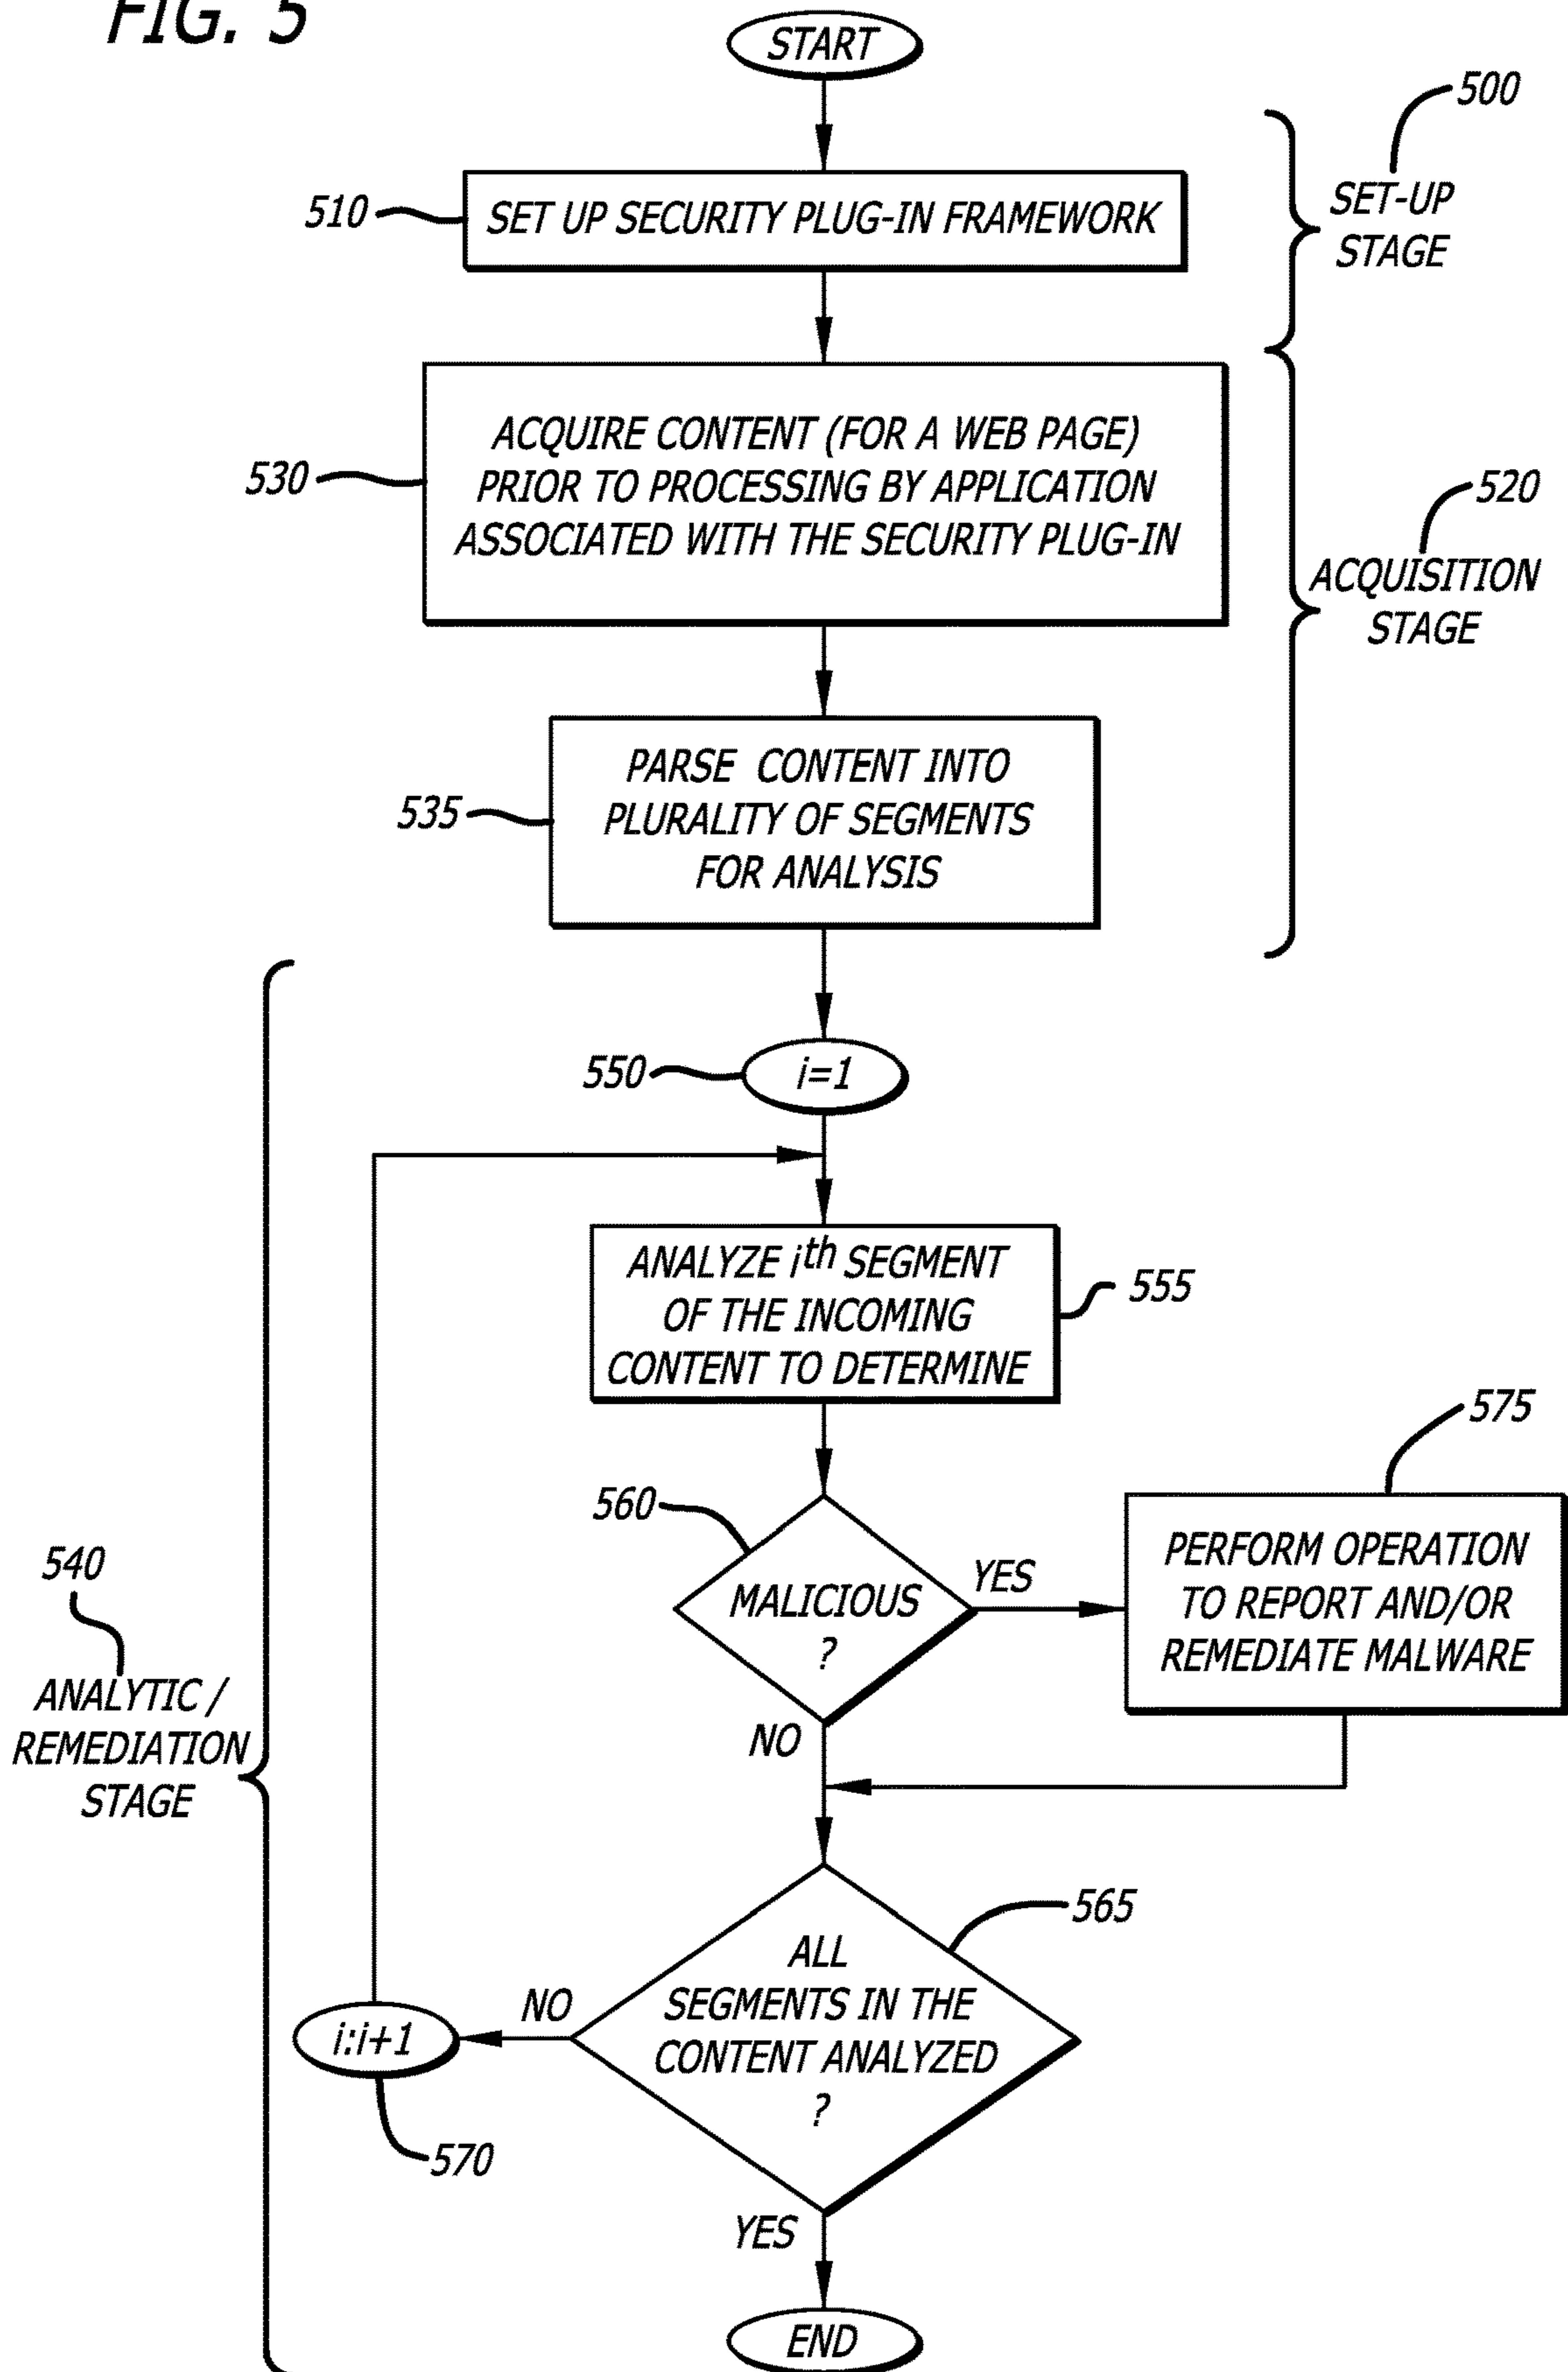 FIG. 5
START
500
SET-UP
STAGE
510
SET UP SECURITY PLUG-IN FRAMEWORK
530
ACQUIRE CONTENT (FOR A WEB PAGE)
PRIOR TO PROCESSING BY APPLICATION
ASSOCIATED WITH THE SECURITY PLUG-IN
520
ACQUISITION
STAGE
535
PARSE CONTENT INTO
PLURALITY OF SEGMENTS
FOR ANALYSIS
550
i=1
ANALYZE ith SEGMENT
OF THE INCOMING
CONTENT TO DETERMINE
555
560
MALICIOUS
?
YES
NO
575
PERFORM OPERATION
TO REPORT AND/OR
REMEDIATE MALWARE
540
ANALYTIC /
REMEDIATION
STAGE
565
ALL
SEGMENTS IN THE
CONTENT ANALYZED
?
NO
i:i+1
570
YES
END